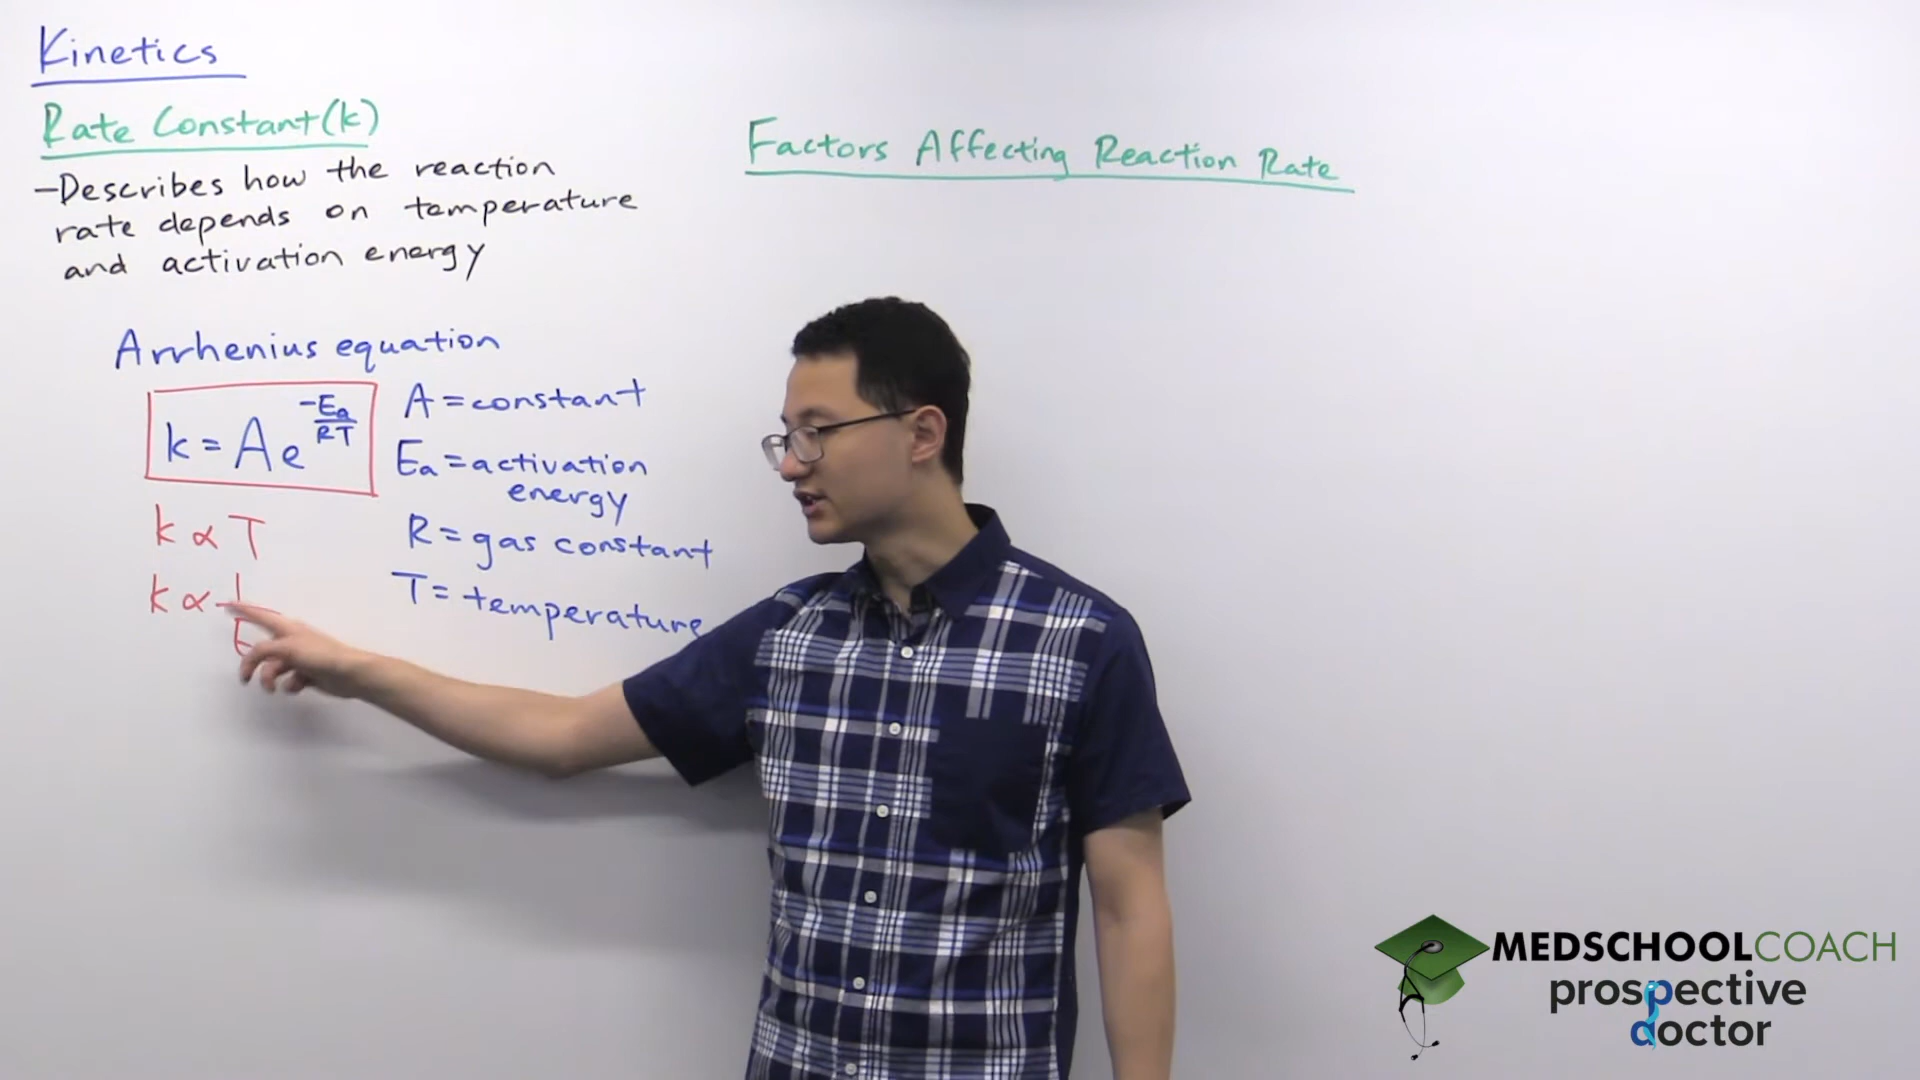 Kinetics
Rate Constant (k)
-Describes how the reaction
rate depends on temperature
and activation energy
Arrhenius equation
k = Ae^(-Ea/RT)
k ∝ T
k ∝ 1/E
A = constant
Ea = activation
energy
R = gas constant
T = temperature
Factors Affecting Reaction Rate
MEDSCHOOLCOACH
prospective
doctor